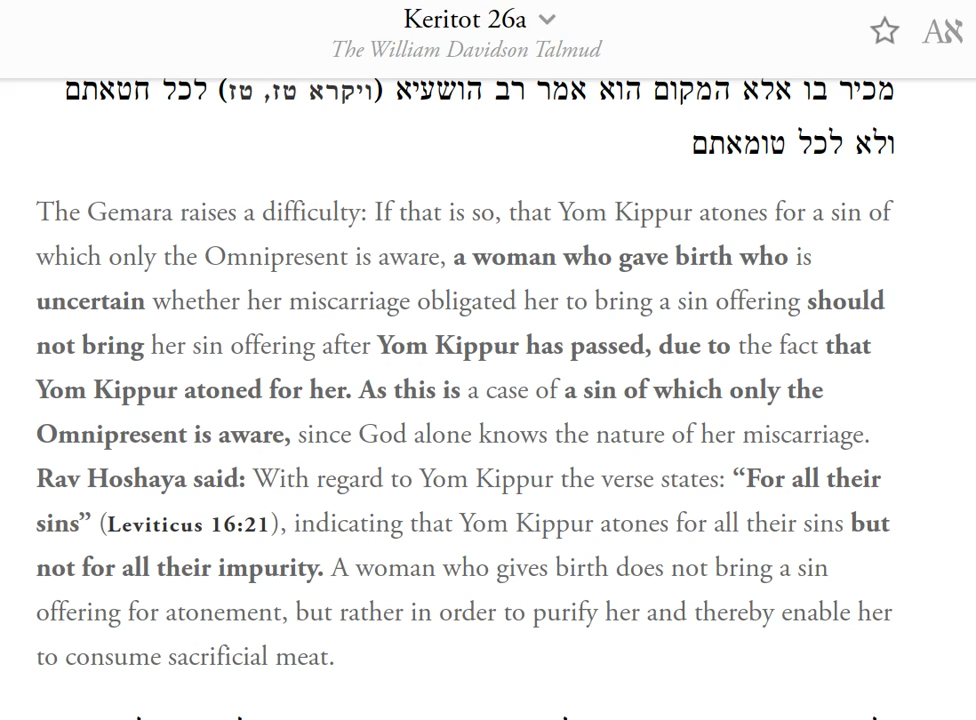 Keritot 26a
The William Davidson Talmud
מכיר בו אלא המקום הוא אמר רב הושעיא (ויקרא טז, טז) לכל חטאתם
ולא לכל טומאתם
The Gemara raises a difficulty: If that is so, that Yom Kippur atones for a sin of
which only the Omnipresent is aware, a woman who gave birth who is
uncertain whether her miscarriage obligated her to bring a sin offering should
not bring her sin offering after Yom Kippur has passed, due to the fact that
Yom Kippur atoned for her. As this is a case of a sin of which only the
Omnipresent is aware, since God alone knows the nature of her miscarriage.
Rav Hoshaya said: With regard to Yom Kippur the verse states: “For all their
sins” (Leviticus 16:21), indicating that Yom Kippur atones for all their sins but
not for all their impurity. A woman who gives birth does not bring a sin
offering for atonement, but rather in order to purify her and thereby enable her
to consume sacrificial meat.